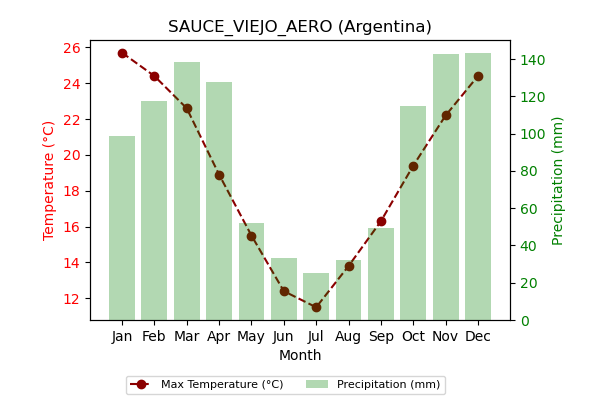 SAUCE_VIEJO_AERO (Argentina)
26
24
22
20
18
16
14
12
Temperature (°C)
140
120
100
80
60
40
20
0
Precipitation (mm)
Jan Feb Mar Apr May Jun Jul Aug Sep Oct Nov Dec
Month
Max Temperature (°C) Precipitation (mm)